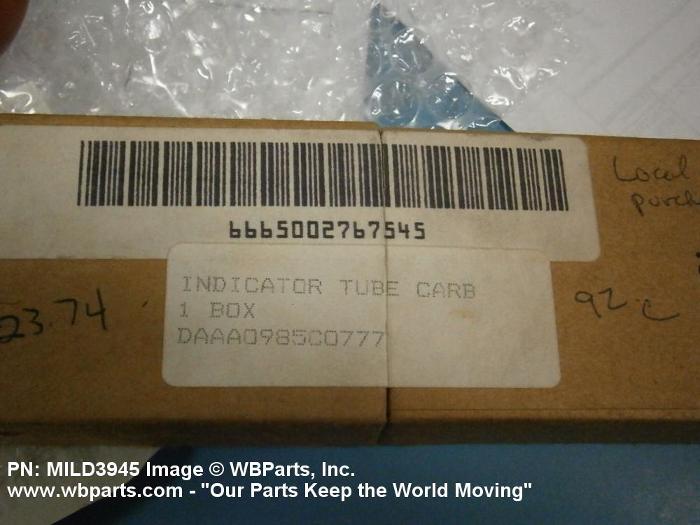 6665002767545
Local
purch
INDICATOR TUBE CARB
1 BOX
DAAA0985C0777
23.74
92 c
PN: MILD3945 Image © WBParts, Inc.
www.wbparts.com - "Our Parts Keep the World Moving"